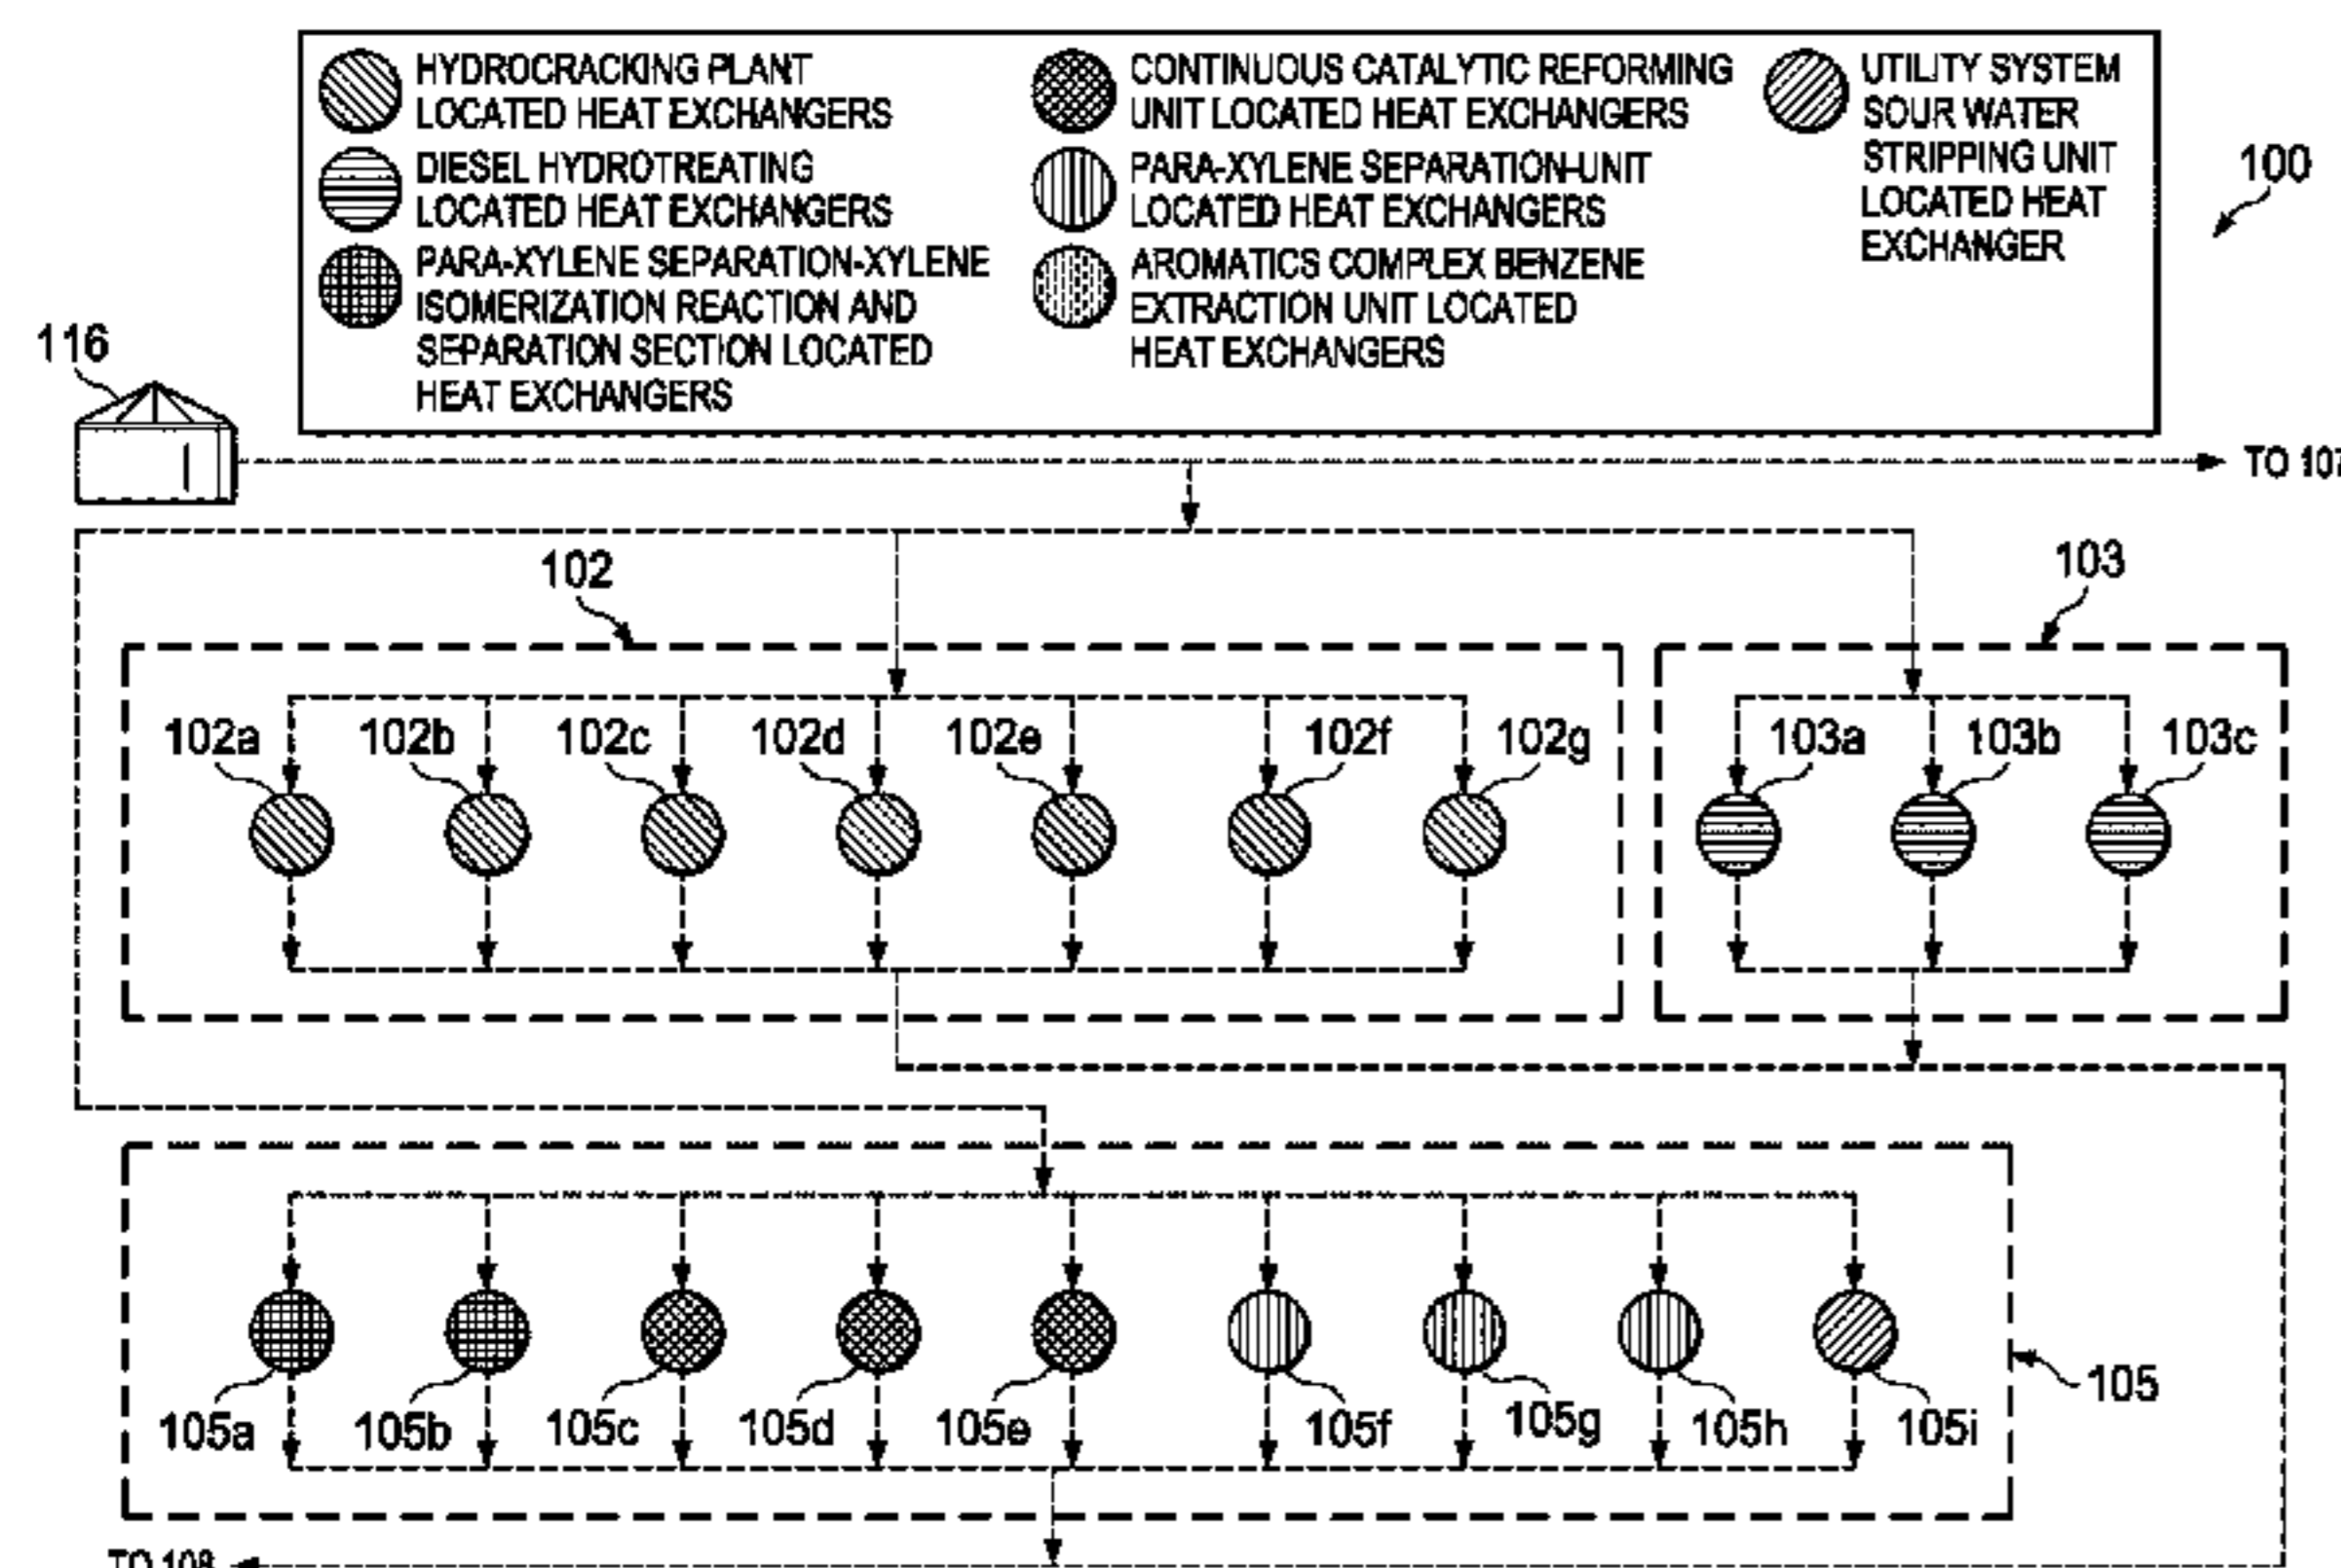 HYDROCRACKING PLANT
LOCATED HEAT EXCHANGERS
DIESEL HYDROTREATING
LOCATED HEAT EXCHANGERS
PARA-XYLENE SEPARATION-XYLENE
ISOMERIZATION REACTION AND
SEPARATION SECTION LOCATED
HEAT EXCHANGERS
CONTINUOUS CATALYTIC REFORMING
UNIT LOCATED HEAT EXCHANGERS
PARA-XYLENE SEPARATION-UNIT
LOCATED HEAT EXCHANGERS
AROMATICS COMPLEX BENZENE
EXTRACTION UNIT LOCATED
HEAT EXCHANGERS
UTILITY SYSTEM
SOUR WATER
STRIPPING UNIT
LOCATED HEAT
EXCHANGER
100
116
TO 107
102
103
102a 102b 102c 102d 102e 102f 102g 103a 103b 103c
105
105a 105b 105c 105d 105e 105f 105g 105h 105i
TO 108